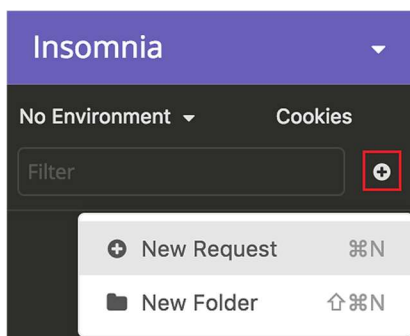 Insomnia
No Environment Cookies
Filter
New Request ⌘N
New Folder ⇧⌘N